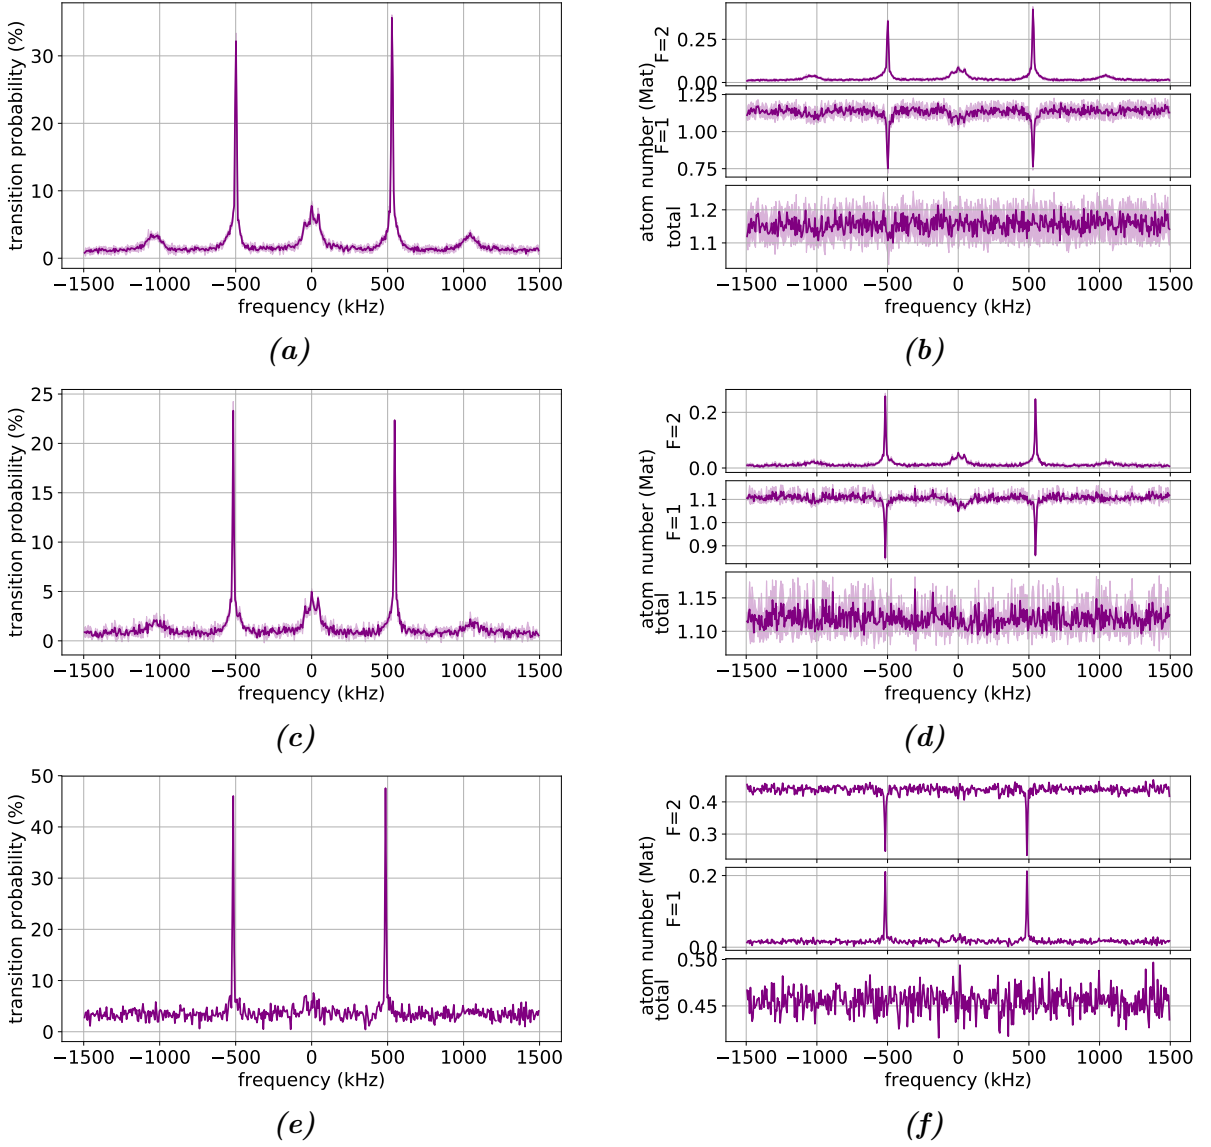 30
20
10
0
transition probability (%)
−1500 −1000 −500 0 500 1000 1500
frequency (kHz)
(a)
0.25
0.00
F=2
1.25
1.00
0.75
F=1
1.2
1.1
total
atom number (Mat)
−1500 −1000 −500 0 500 1000 1500
frequency (kHz)
(b)
25
20
15
10
5
0
transition probability (%)
−1500 −1000 −500 0 500 1000 1500
frequency (kHz)
(c)
0.2
0.0
F=2
1.1
1.0
0.9
F=1
1.15
1.10
total
atom number (Mat)
−1500 −1000 −500 0 500 1000 1500
frequency (kHz)
(d)
50
40
30
20
10
0
transition probability (%)
−1500 −1000 −500 0 500 1000 1500
frequency (kHz)
(e)
0.4
0.3
F=2
0.2
0.0
F=1
0.50
0.45
total
atom number (Mat)
−1500 −1000 −500 0 500 1000 1500
frequency (kHz)
(f)